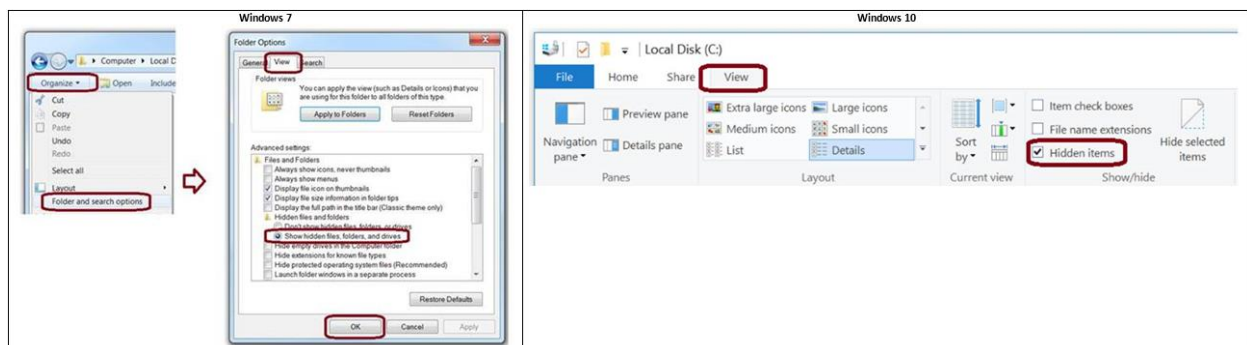 Windows 7
Computer ▸ Local D
Organize ▾ Open Include
Cut
Copy
Paste
Undo
Redo
Select all
Layout
Folder and search options
Folder Options
General View Search
Folder views
You can apply the view (such as Details or Icons) that you
are using for this folder to all folders of this type.
Apply to Folders Reset Folders
Advanced settings:
Files and Folders
Always show icons, never thumbnails
Always show menus
Display file icon on thumbnails
Display file size information in folder tips
Display the full path in the title bar (Classic theme only)
Hidden files and folders
Don't show hidden files, folders, or drives
Show hidden files, folders, and drives
Hide empty drives in the Computer folder
Hide extensions for known file types
Hide protected operating system files (Recommended)
Launch folder windows in a separate process
Restore Defaults
OK Cancel Apply
Windows 10
Local Disk (C:)
File Home Share View
Navigation pane
Preview pane
Details pane
Panes
Extra large icons Large icons
Medium icons Small icons
List Details
Layout
Sort
by
Current view
Item check boxes
File name extensions
Hidden items
Hide selected
items
Show/hide